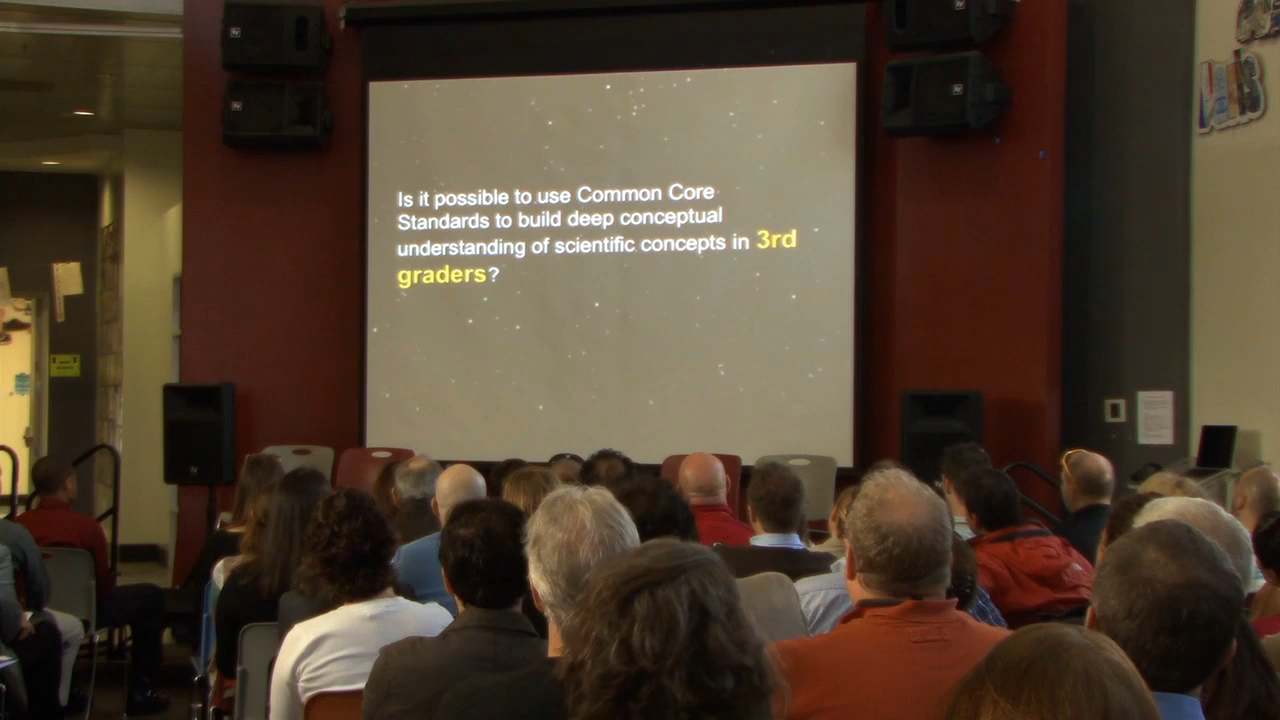 Is it possible to use Common Core
Standards to build deep conceptual
understanding of scientific concepts in 3rd
graders?